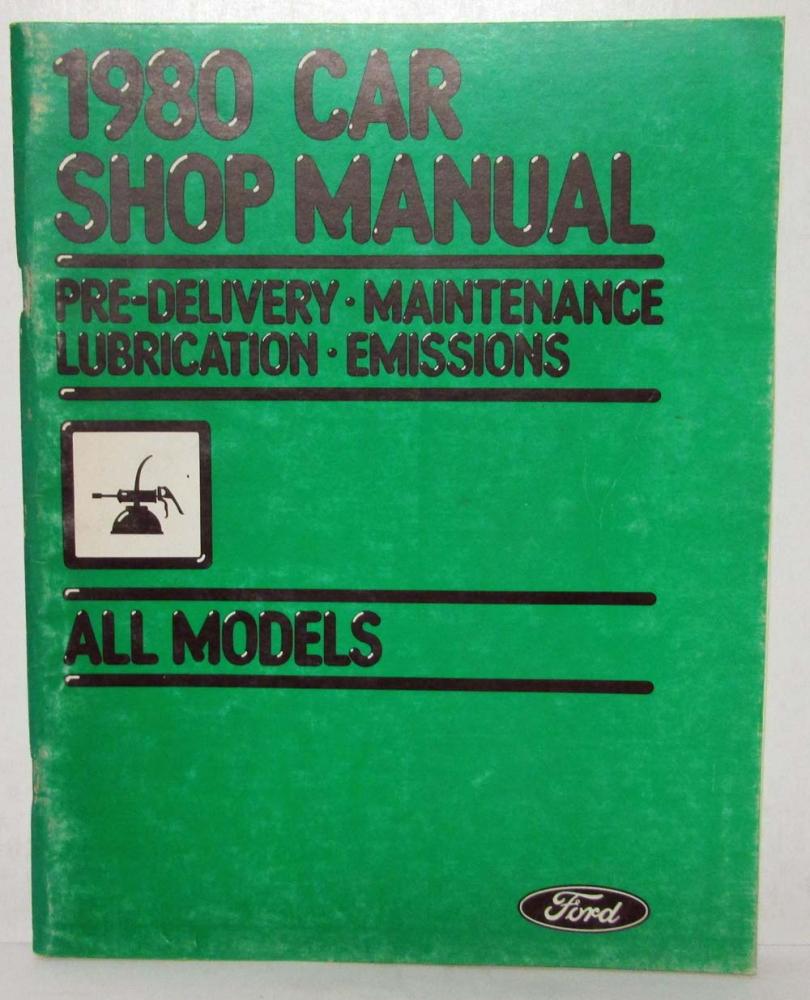 1980 CAR
SHOP MANUAL
PRE-DELIVERY • MAINTENANCE
LUBRICATION • EMISSIONS
ALL MODELS
Ford